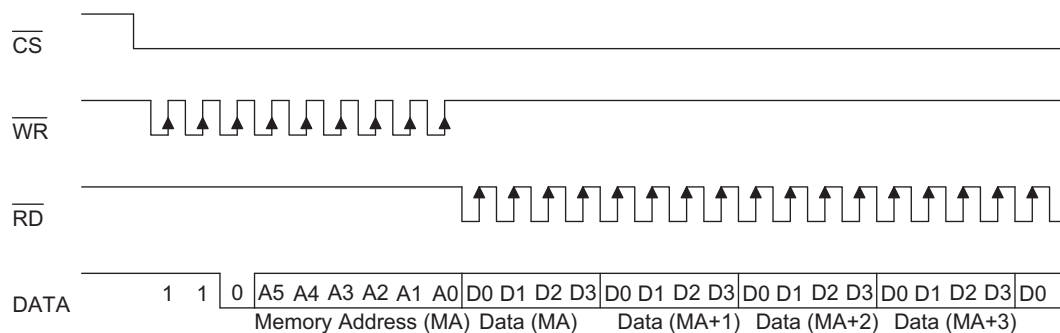 CS
WR
RD
DATA 1 1 0 A5 A4 A3 A2 A1 A0 D0 D1 D2 D3 D0 D1 D2 D3 D0 D1 D2 D3 D0 D1 D2 D3 D0
Memory Address (MA) Data (MA) Data (MA+1) Data (MA+2) Data (MA+3)